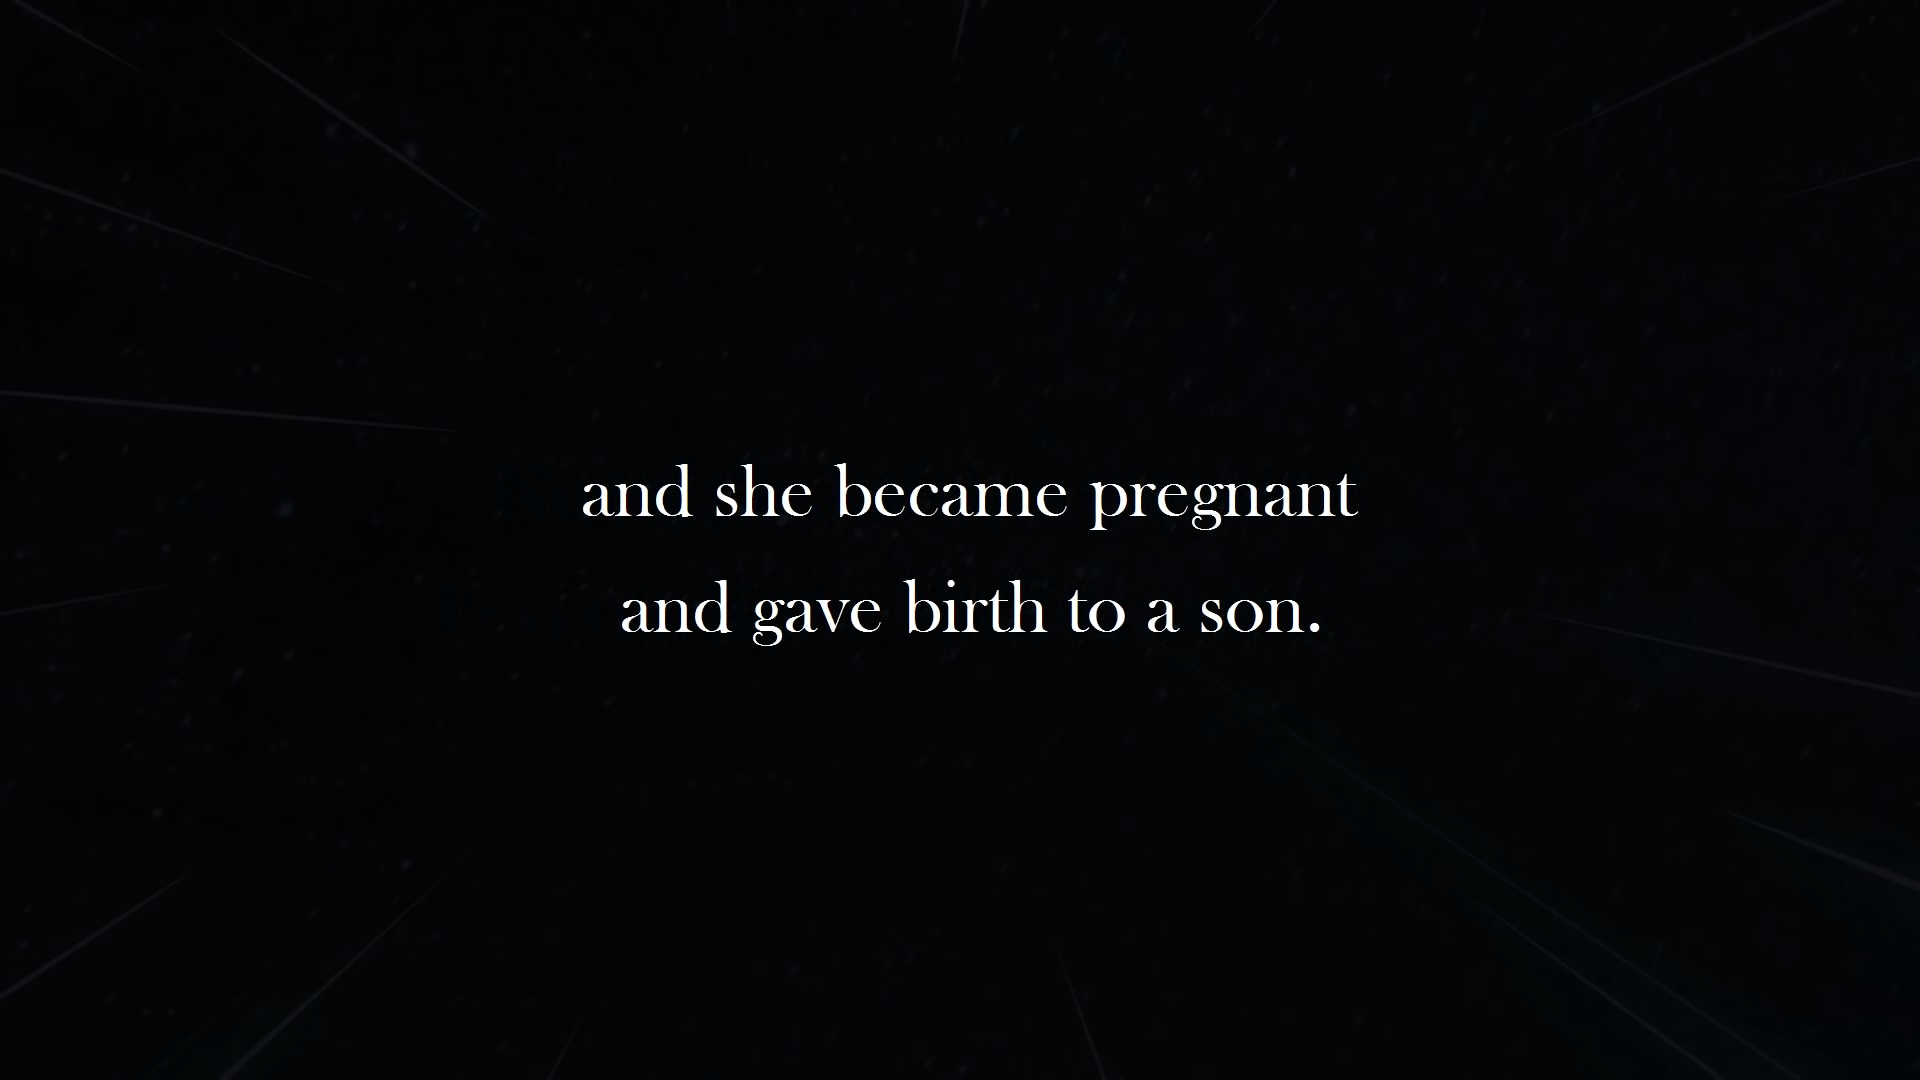 and she became pregnant
and gave birth to a son.